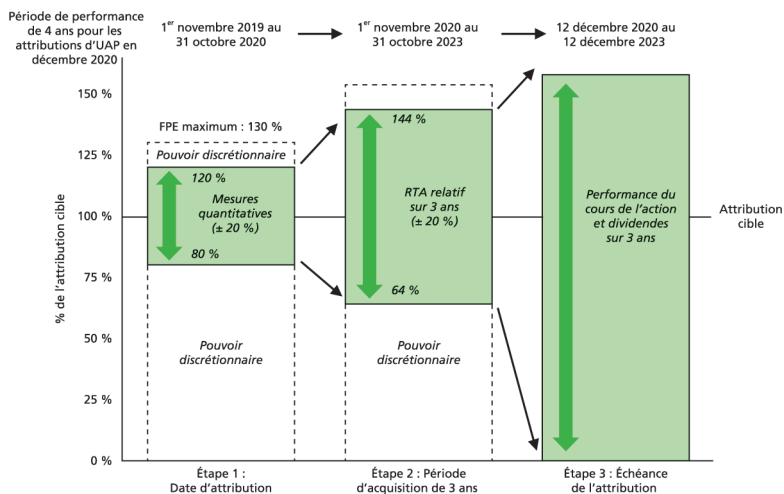 Période de performance
de 4 ans pour les
attributions d'UAP en
décembre 2020
1er novembre 2019 au
31 octobre 2020
1er novembre 2020 au
31 octobre 2023
12 décembre 2020 au
12 décembre 2023
% de l'attribution cible
150 %
125 %
100 %
75 %
50 %
25 %
0 %
FPE maximum : 130 %
Pouvoir discrétionnaire
120 %
Mesures
quantitatives
(± 20 %)
80 %
Pouvoir
discrétionnaire
144 %
RTA relatif
sur 3 ans
(± 20 %)
64 %
Pouvoir
discrétionnaire
Performance du
cours de l'action
et dividendes
sur 3 ans
Attribution
cible
Étape 1 :
Date d'attribution
Étape 2 : Période
d'acquisition de 3 ans
Étape 3 : Échéance
de l'attribution